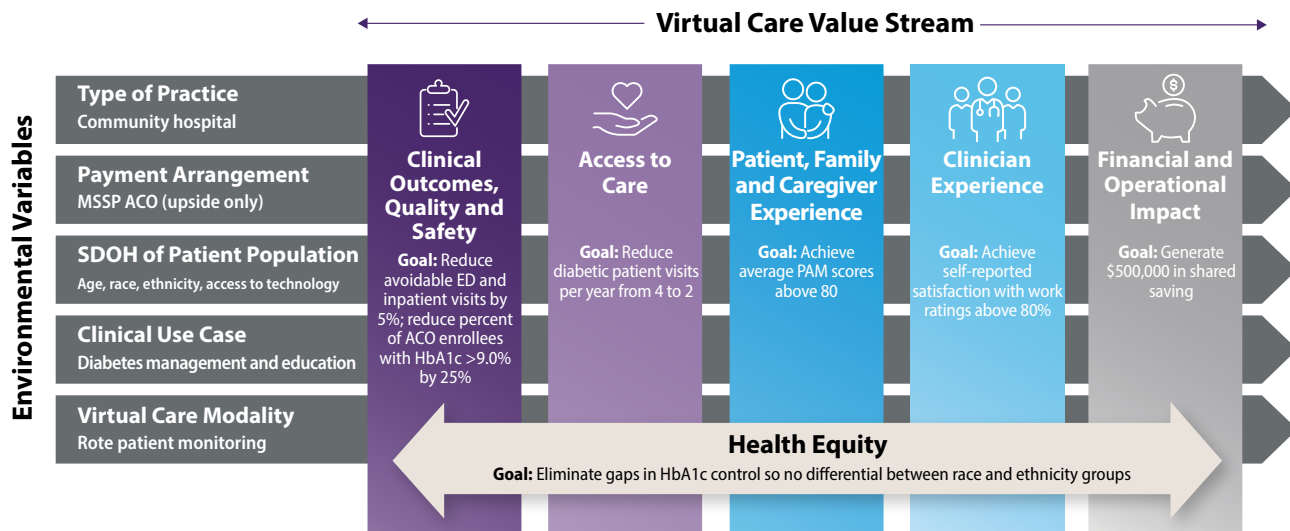 Virtual Care Value Stream
Environmental Variables
Type of Practice
Community hospital
Payment Arrangement
MSSP ACO (upside only)
SDOH of Patient Population
Age, race, ethnicity, access to technology
Clinical Use Case
Diabetes management and education
Virtual Care Modality
Rote patient monitoring
Clinical
Outcomes,
Quality and
Safety
Goal: Reduce
avoidable ED and
inpatient visits by
5%; reduce percent
of ACO enrollees
with HbA1c >9.0%
by 25%
Access to
Care
Goal: Reduce
diabetic patient visits
per year from 4 to 2
Patient, Family
and Caregiver
Experience
Goal: Achieve
average PAM scores
above 80
Clinician
Experience
Goal: Achieve
self-reported
satisfaction with work
ratings above 80%
$
Financial and
Operational
Impact
Goal: Generate
$500,000 in shared
saving
Health Equity
Goal: Eliminate gaps in HbA1c control so no differential between race and ethnicity groups